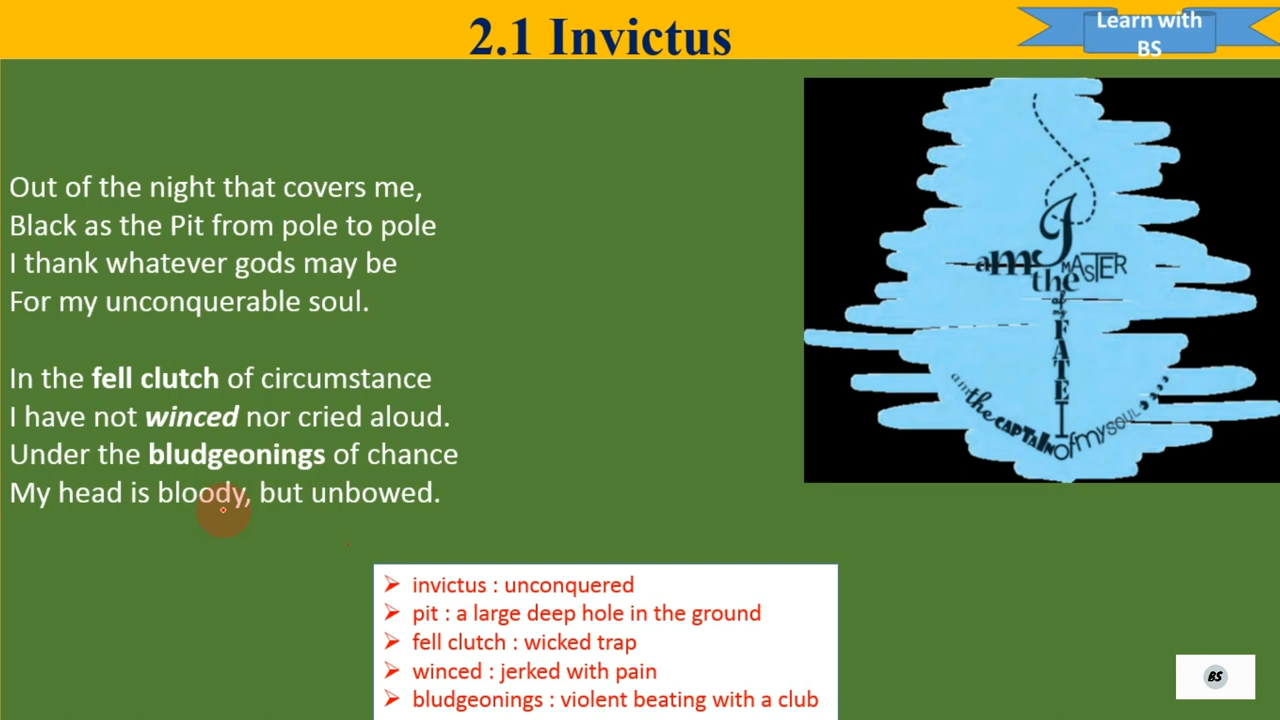 2.1 Invictus
Learn with
BS
Out of the night that covers me,
Black as the Pit from pole to pole
I thank whatever gods may be
For my unconquerable soul.
In the fell clutch of circumstance
I have not winced nor cried aloud.
Under the bludgeonings of chance
My head is bloody, but unbowed.
I
am the MASTER
of
my
FATE
I
am the CAPTAIN of my SOUL
➢ invictus : unconquered
➢ pit : a large deep hole in the ground
➢ fell clutch : wicked trap
➢ winced : jerked with pain
➢ bludgeonings : violent beating with a club
BS